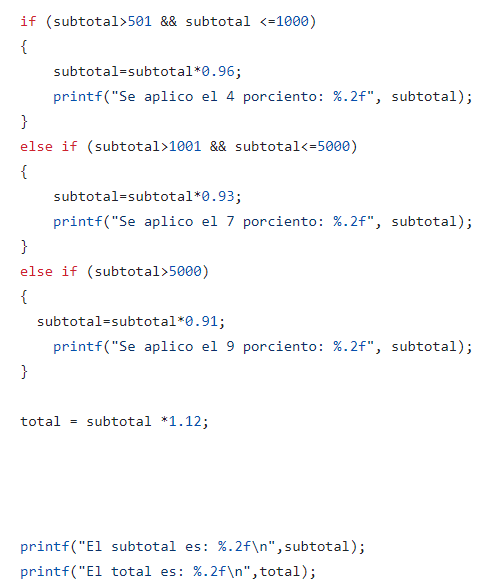 if (subtotal>501 && subtotal <=1000)
{
    subtotal=subtotal*0.96;
    printf("Se aplico el 4 porciento: %.2f", subtotal);
}
else if (subtotal>1001 && subtotal<=5000)
{
    subtotal=subtotal*0.93;
    printf("Se aplico el 7 porciento: %.2f", subtotal);
}
else if (subtotal>5000)
{
  subtotal=subtotal*0.91;
    printf("Se aplico el 9 porciento: %.2f", subtotal);
}
total = subtotal *1.12;
printf("El subtotal es: %.2f\n",subtotal);
printf("El total es: %.2f\n",total);